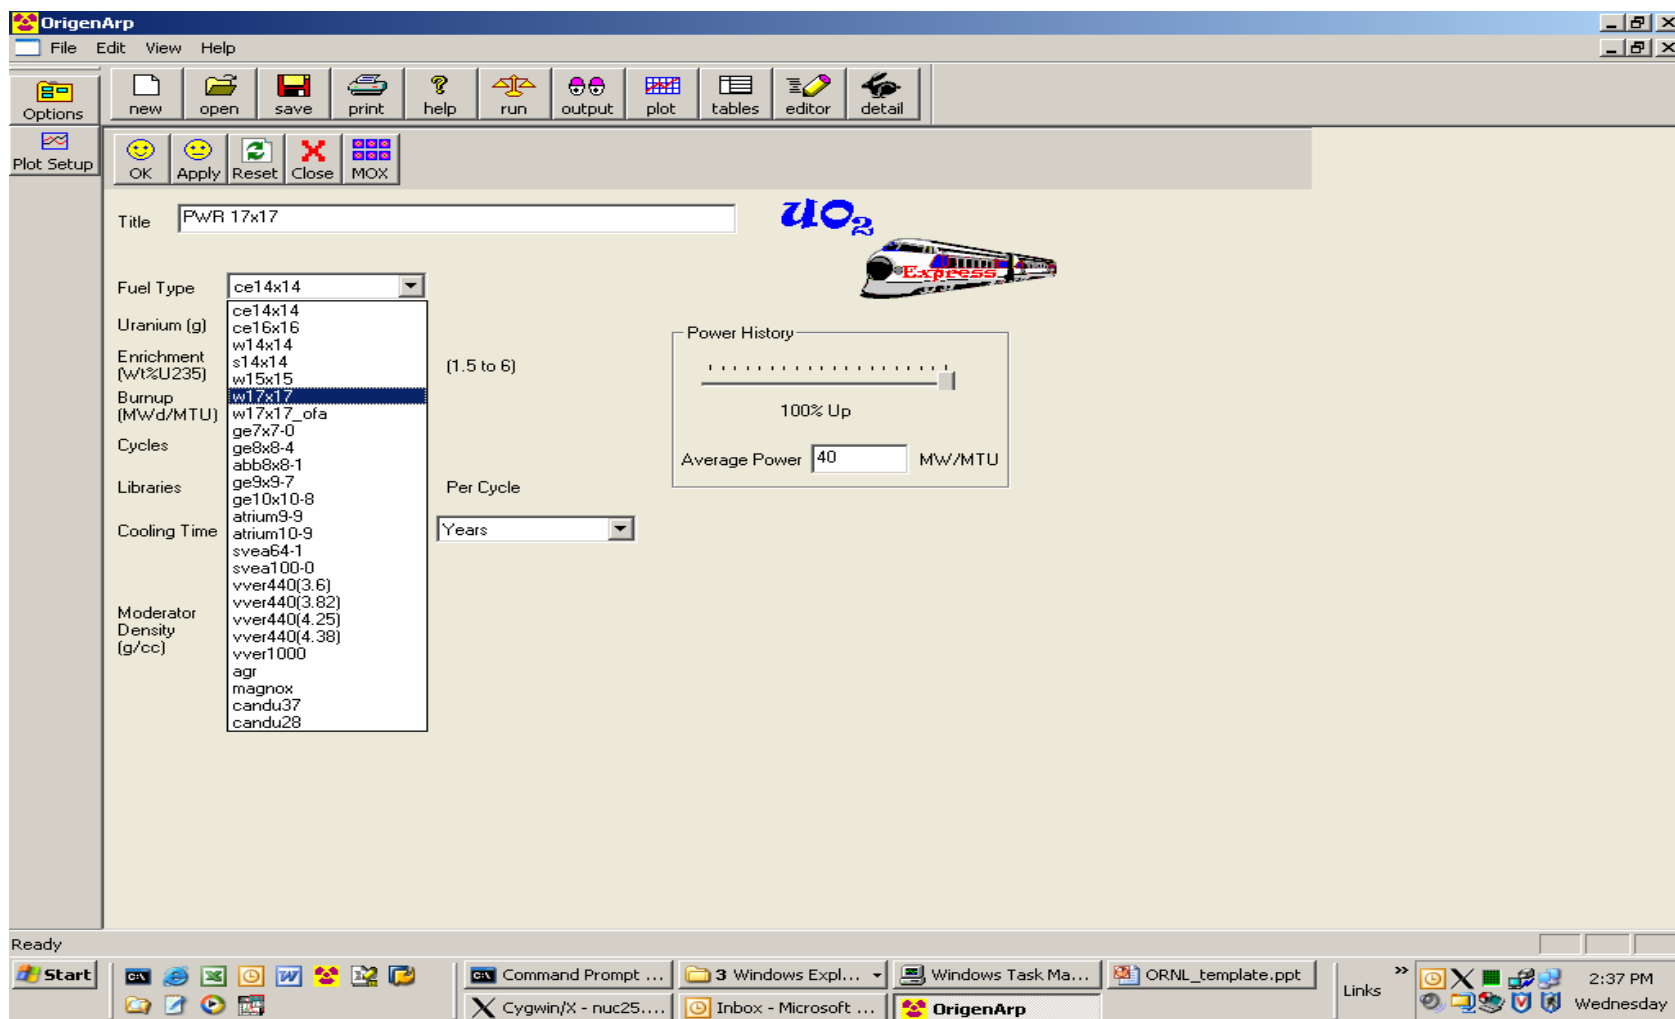 OrigenArp
File Edit View Help
Options
new open save print help run output plot tables editor detail
Plot Setup
OK Apply Reset Close MOX
Title PWR 17x17
UO2
Express
Fuel Type ce14x14
ce14x14
ce16x16
w14x14
s14x14
w15x15
w17x17
w17x17_ofa
ge7x7-0
ge8x8-4
abb8x8-1
ge9x9-7
ge10x10-8
atrium9-9
atrium10-9
svea64-1
svea100-0
vver440(3.6)
vver440(3.82)
vver440(4.25)
vver440(4.38)
vver1000
agr
magnox
candu37
candu28
Uranium (g)
Enrichment
(Wt%U235)
(1.5 to 6)
Burnup
(MWd/MTU)
Cycles
Libraries
Per Cycle
Cooling Time
Years
Moderator
Density
(g/cc)
Power History
100% Up
Average Power 40 MW/MTU
Ready
Start
Command Prompt ...
3 Windows Expl...
Windows Task Ma...
ORNL_template.ppt
Cygwin/X - nuc25....
Inbox - Microsoft ...
OrigenArp
Links
»
2:37 PM
Wednesday